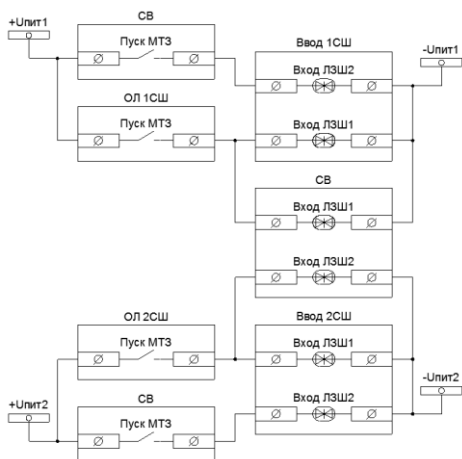 СВ
+Uпит1
Пуск МТЗ
Ввод 1СШ
-Uпит1
Вход ЛЗШ2
ОЛ 1СШ
Пуск МТЗ
Вход ЛЗШ1
СВ
Вход ЛЗШ1
Вход ЛЗШ2
ОЛ 2СШ
Ввод 2СШ
Пуск МТЗ
Вход ЛЗШ1
-Uпит2
СВ
Вход ЛЗШ2
+Uпит2
Пуск МТЗ